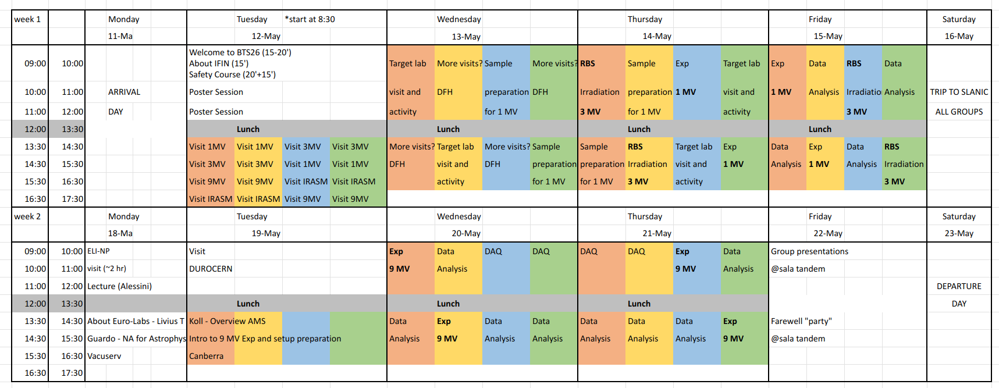 week 1 Monday Tuesday *start at 8:30 Wednesday Thursday Friday Saturday
11-Ma 12-May 13-May 14-May 15-May 16-May
Welcome to BTS26 (15-20')
09:00 10:00 About IFIN (15') Target lab More visits? Sample More visits? RBS Sample Exp Target lab Exp Data RBS Data
Safety Course (20'+15')
10:00 11:00 ARRIVAL Poster Session visit and DFH preparation DFH Irradiation preparation 1 MV visit and 1 MV Analysis Irradiatio Analysis TRIP TO SLANIC
11:00 12:00 DAY Poster Session activity for 1 MV 3 MV for 1 MV activity 3 MV ALL GROUPS
12:00 13:30 Lunch Lunch Lunch Lunch
13:30 14:30 Visit 1MV Visit 1MV Visit 3MV Visit 3MV More visits? Target lab More visits? Sample Sample RBS Target lab Exp Data Exp Data RBS
14:30 15:30 Visit 3MV Visit 3MV Visit 1MV Visit 1MV DFH visit and DFH preparation preparation Irradiation visit and 1 MV Analysis 1 MV Analysis Irradiation
15:30 16:30 Visit 9MV Visit 9MV Visit IRASM Visit IRASM activity for 1 MV for 1 MV 3 MV activity 3 MV
16:30 17:30 Visit IRASM Visit IRASM Visit 9MV Visit 9MV
week 2 Monday Tuesday Wednesday Thursday Friday Saturday
18-Ma 19-May 20-May 21-May 22-May 23-May
09:00 10:00 ELI-NP Visit Exp Data DAQ DAQ DAQ DAQ Exp Data Group presentations
10:00 11:00 visit (~2 hr) DUROCERN 9 MV Analysis 9 MV Analysis @sala tandem
11:00 12:00 Lecture (Alessini) DEPARTURE
12:00 13:30 Lunch Lunch Lunch DAY
13:30 14:30 About Euro-Labs - Livius T Koll - Overview AMS Data Exp Data Data Data Data Data Exp Farewell "party"
14:30 15:30 Guardo - NA for Astrophys Intro to 9 MV Exp and setup preparation Analysis 9 MV Analysis Analysis Analysis Analysis Analysis 9 MV @sala tandem
15:30 16:30 Vacuserv Canberra
16:30 17:30